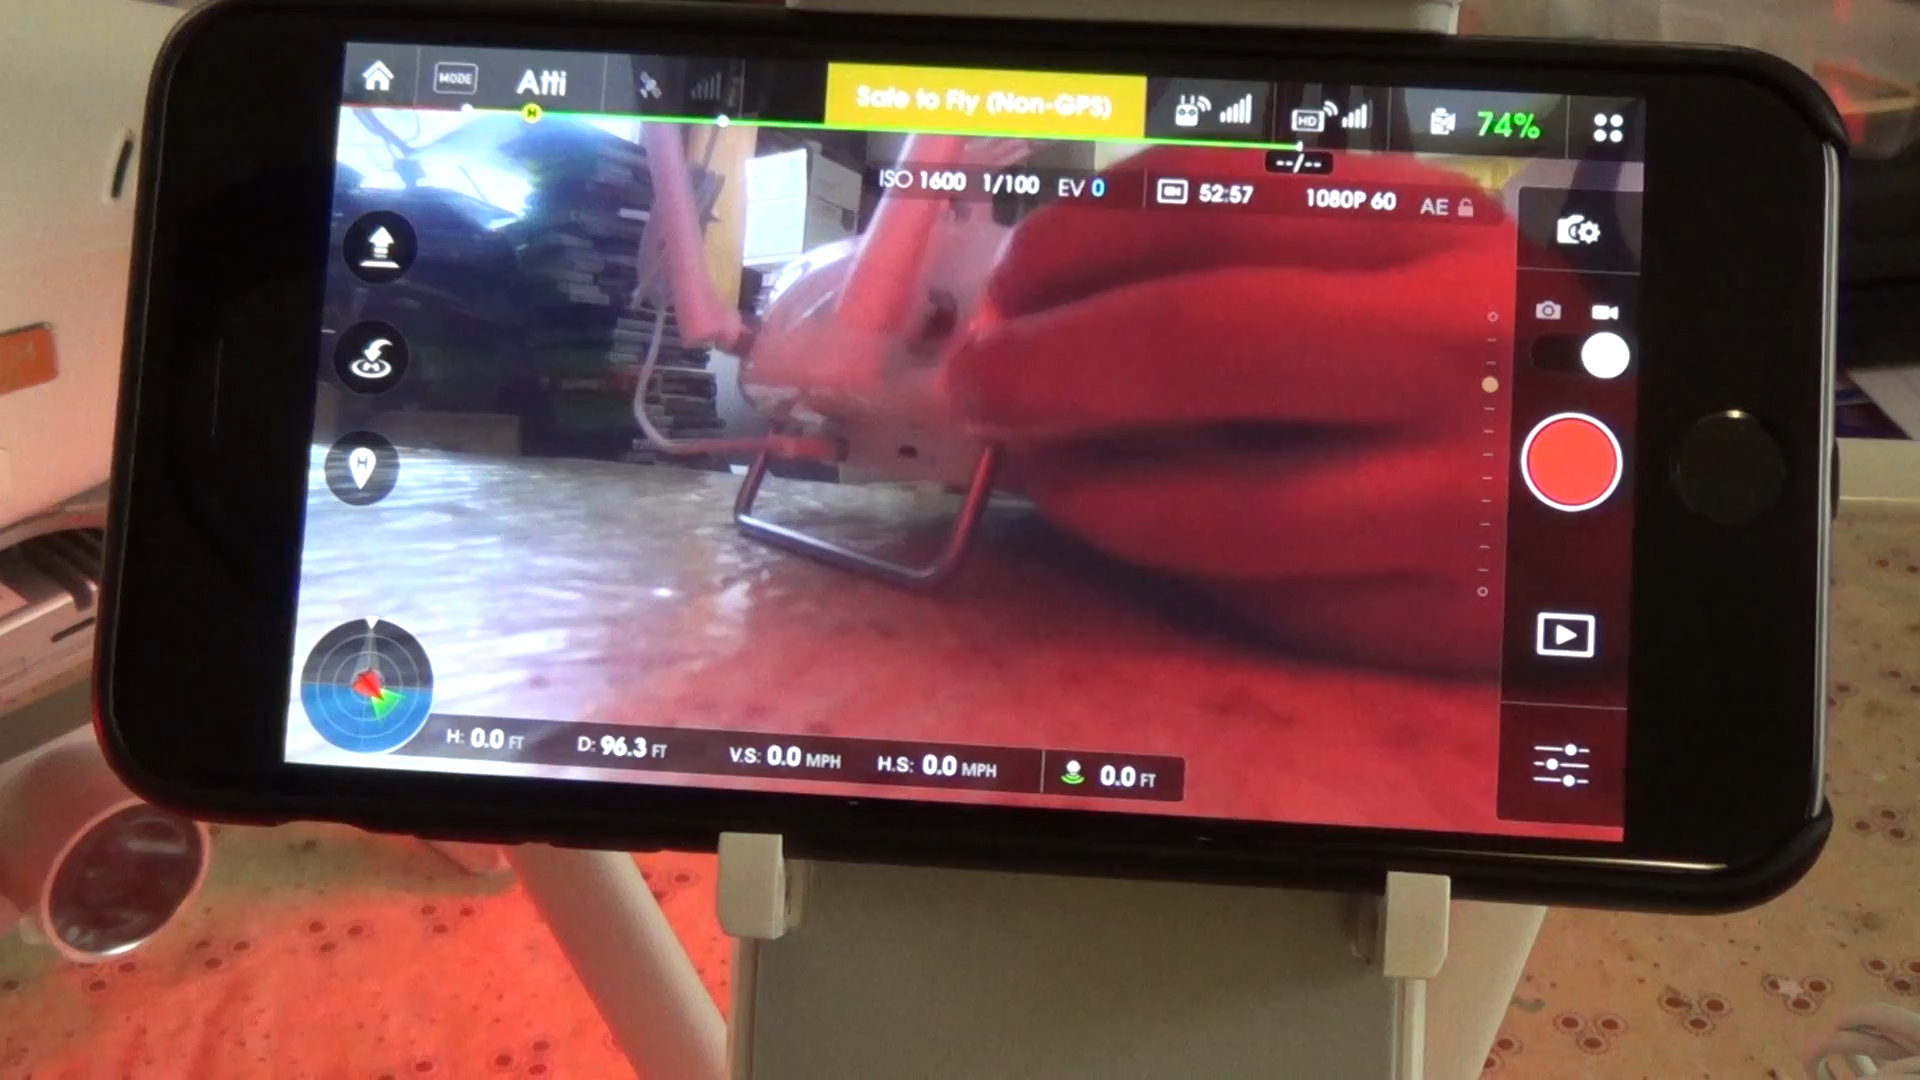 MODE Atti Safe to Fly (Non-GPS) HD 74%
H
--/--
ISO 1600 1/100 EV 0 52:57 1080P 60 AE
H
H: 0.0 FT D: 96.3 FT V.S: 0.0 MPH H.S: 0.0 MPH 0.0 FT